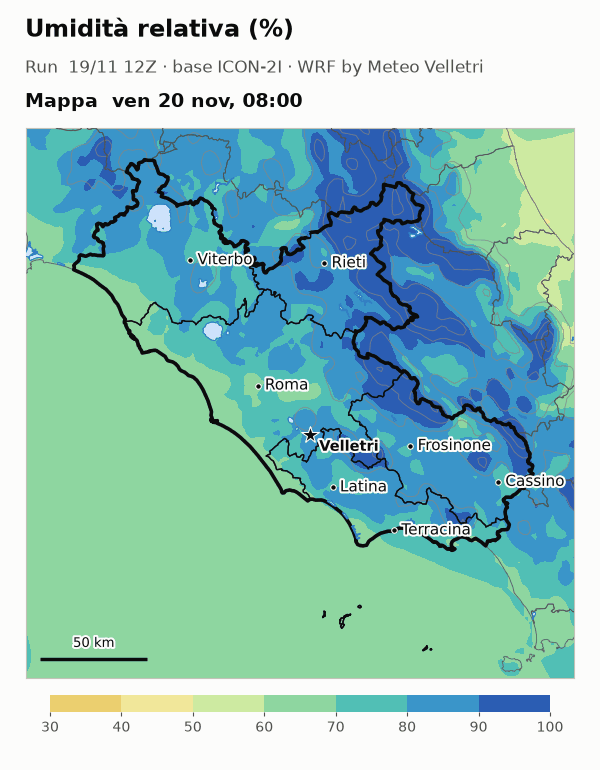 Umidità relativa (%)
Run  19/11 12Z · base ICON-2I · WRF by Meteo Velletri
Mappa  ven 20 nov, 08:00
Viterbo
Rieti
Roma
Velletri
Frosinone
Latina
Cassino
Terracina
50 km
30 40 50 60 70 80 90 100